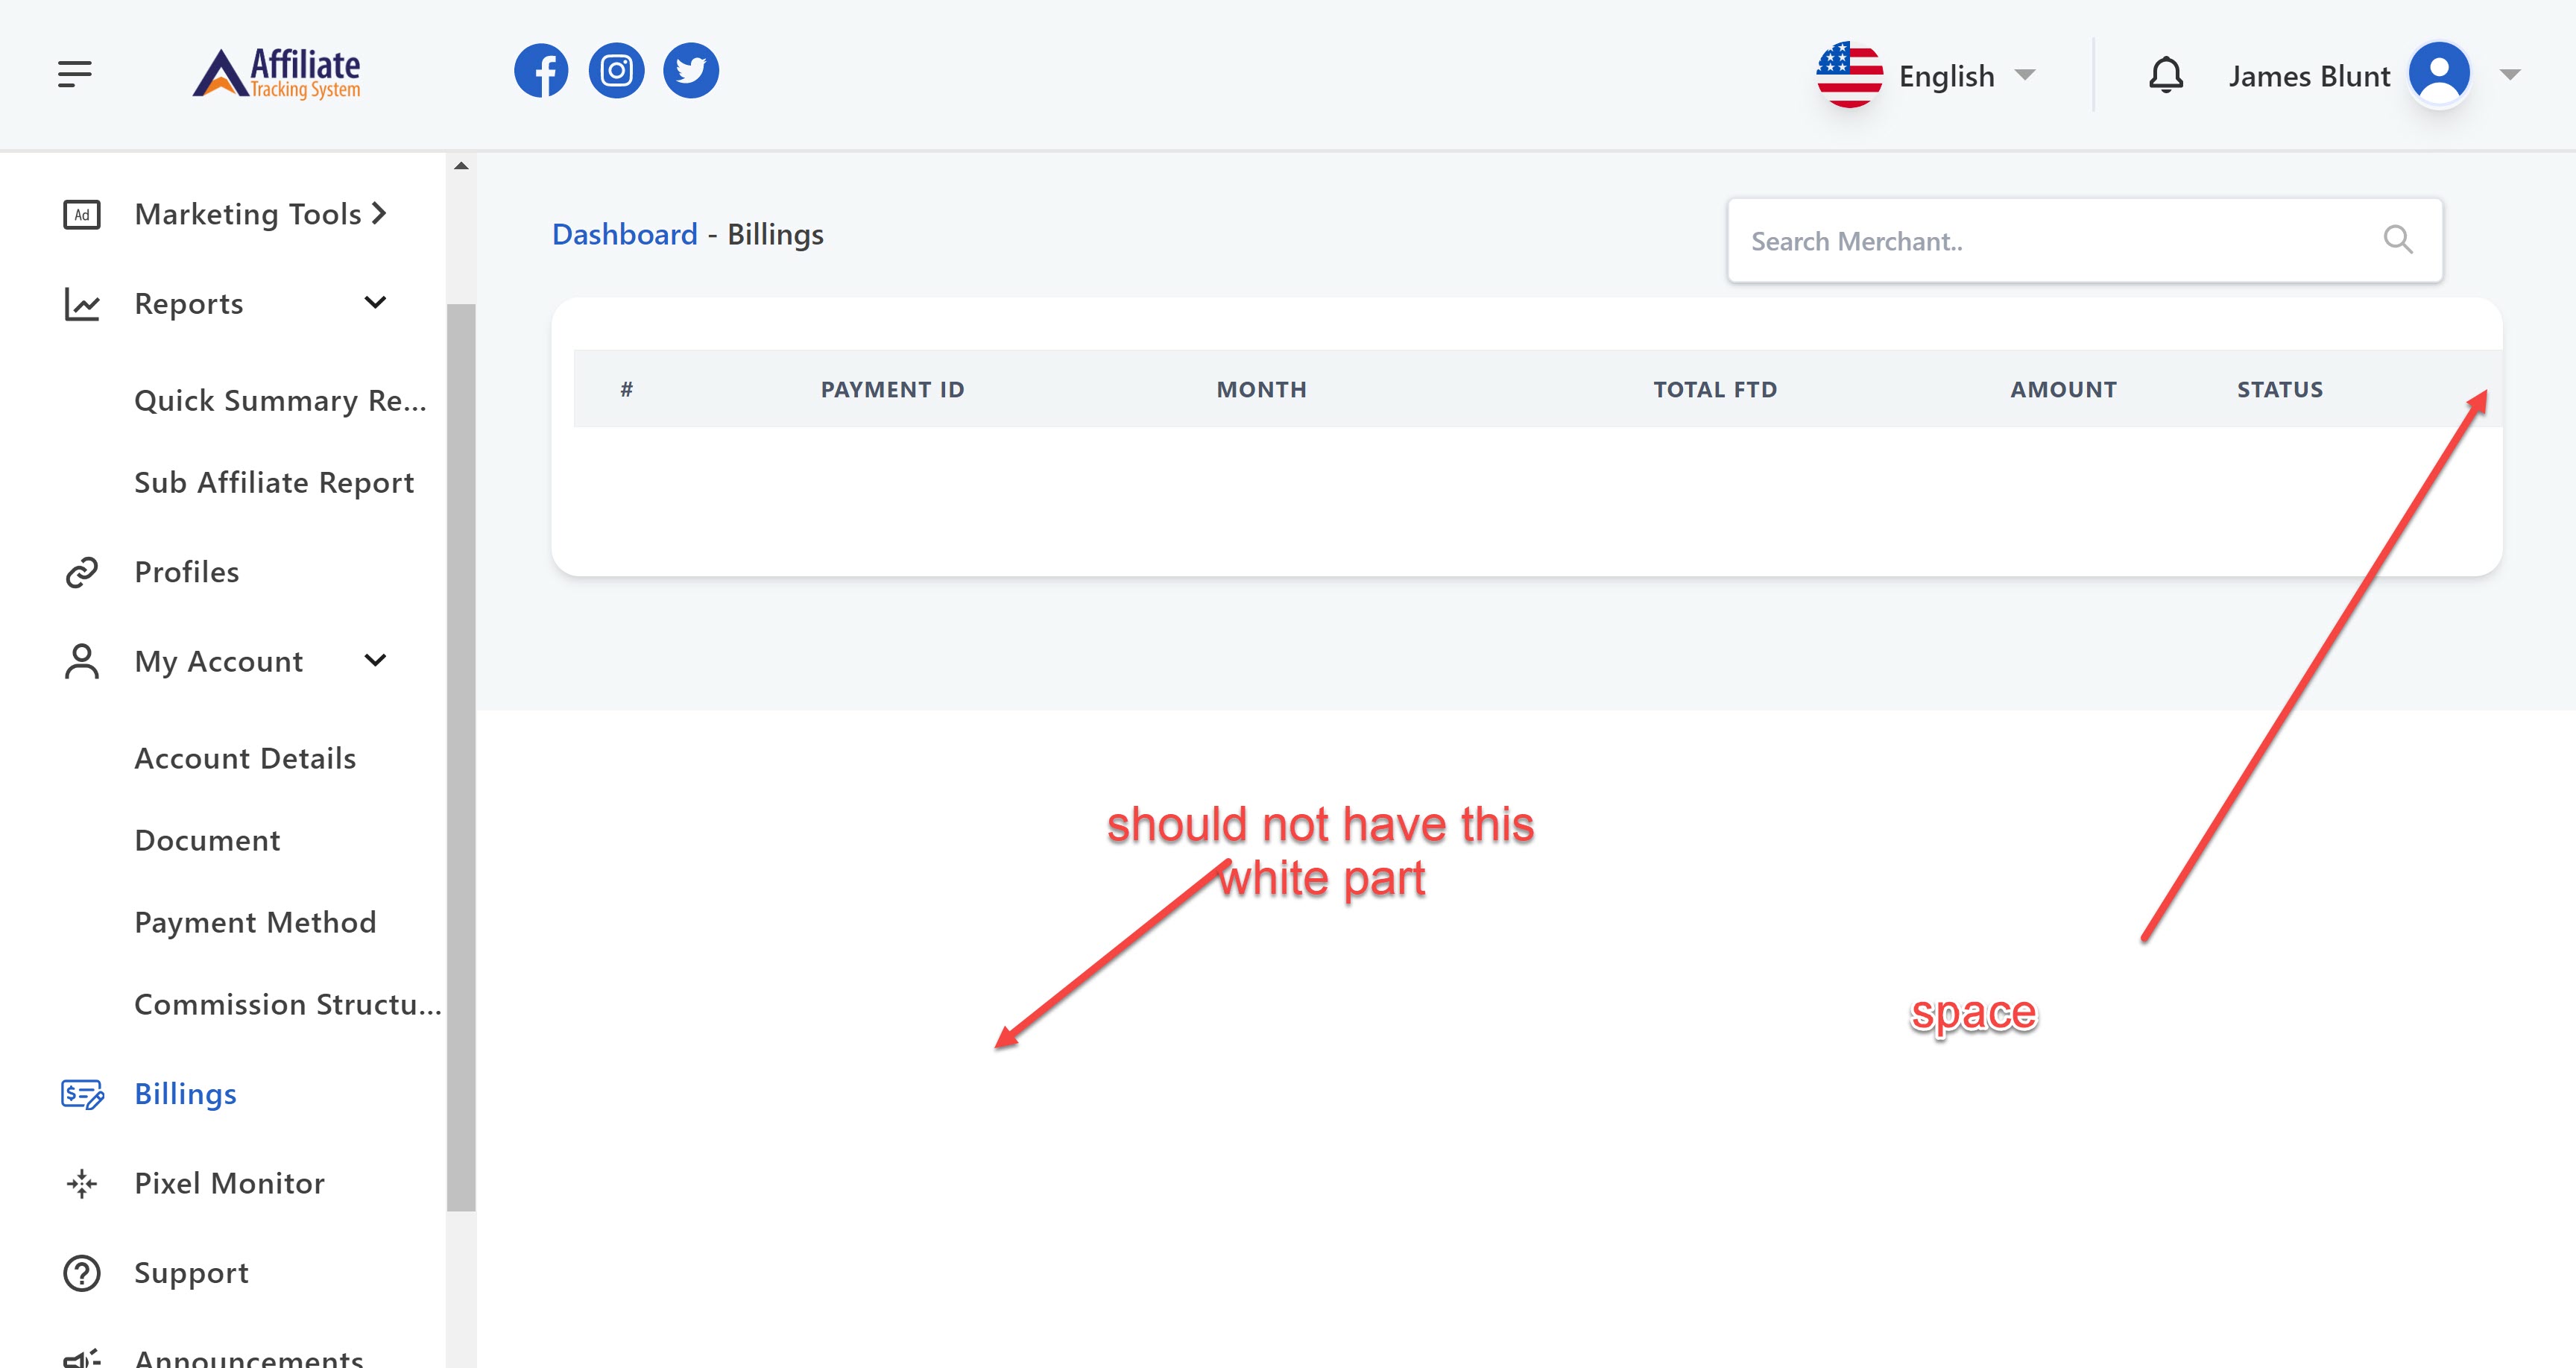 Affiliate
Tracking System
English
James Blunt
Ad
Marketing Tools
Reports
Quick Summary Re...
Sub Affiliate Report
Profiles
My Account
Account Details
Document
Payment Method
Commission Structu...
Billings
Pixel Monitor
Support
Announcements
Dashboard - Billings
Search Merchant..
# PAYMENT ID MONTH TOTAL FTD AMOUNT STATUS
should not have this
white part
space